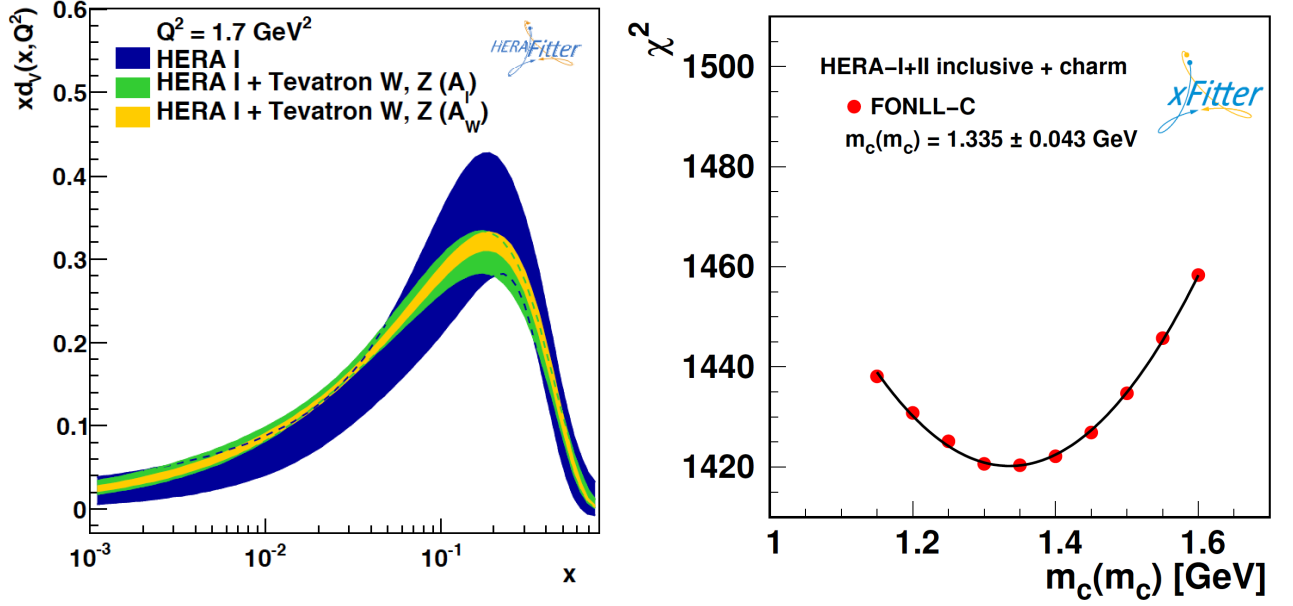 xd_V(x,Q²)
0.6
0.5
0.4
0.3
0.2
0.1
0
Q² = 1.7 GeV²
HERA I
HERA I + Tevatron W, Z (A_l)
HERA I + Tevatron W, Z (A_W)
HERAFitter
10⁻³
10⁻²
10⁻¹
x
χ²
1500
1480
1460
1440
1420
HERA-I+II inclusive + charm
FONLL-C
m_c(m_c) = 1.335 ± 0.043 GeV
xFitter
1
1.2
1.4
1.6
m_c(m_c) [GeV]